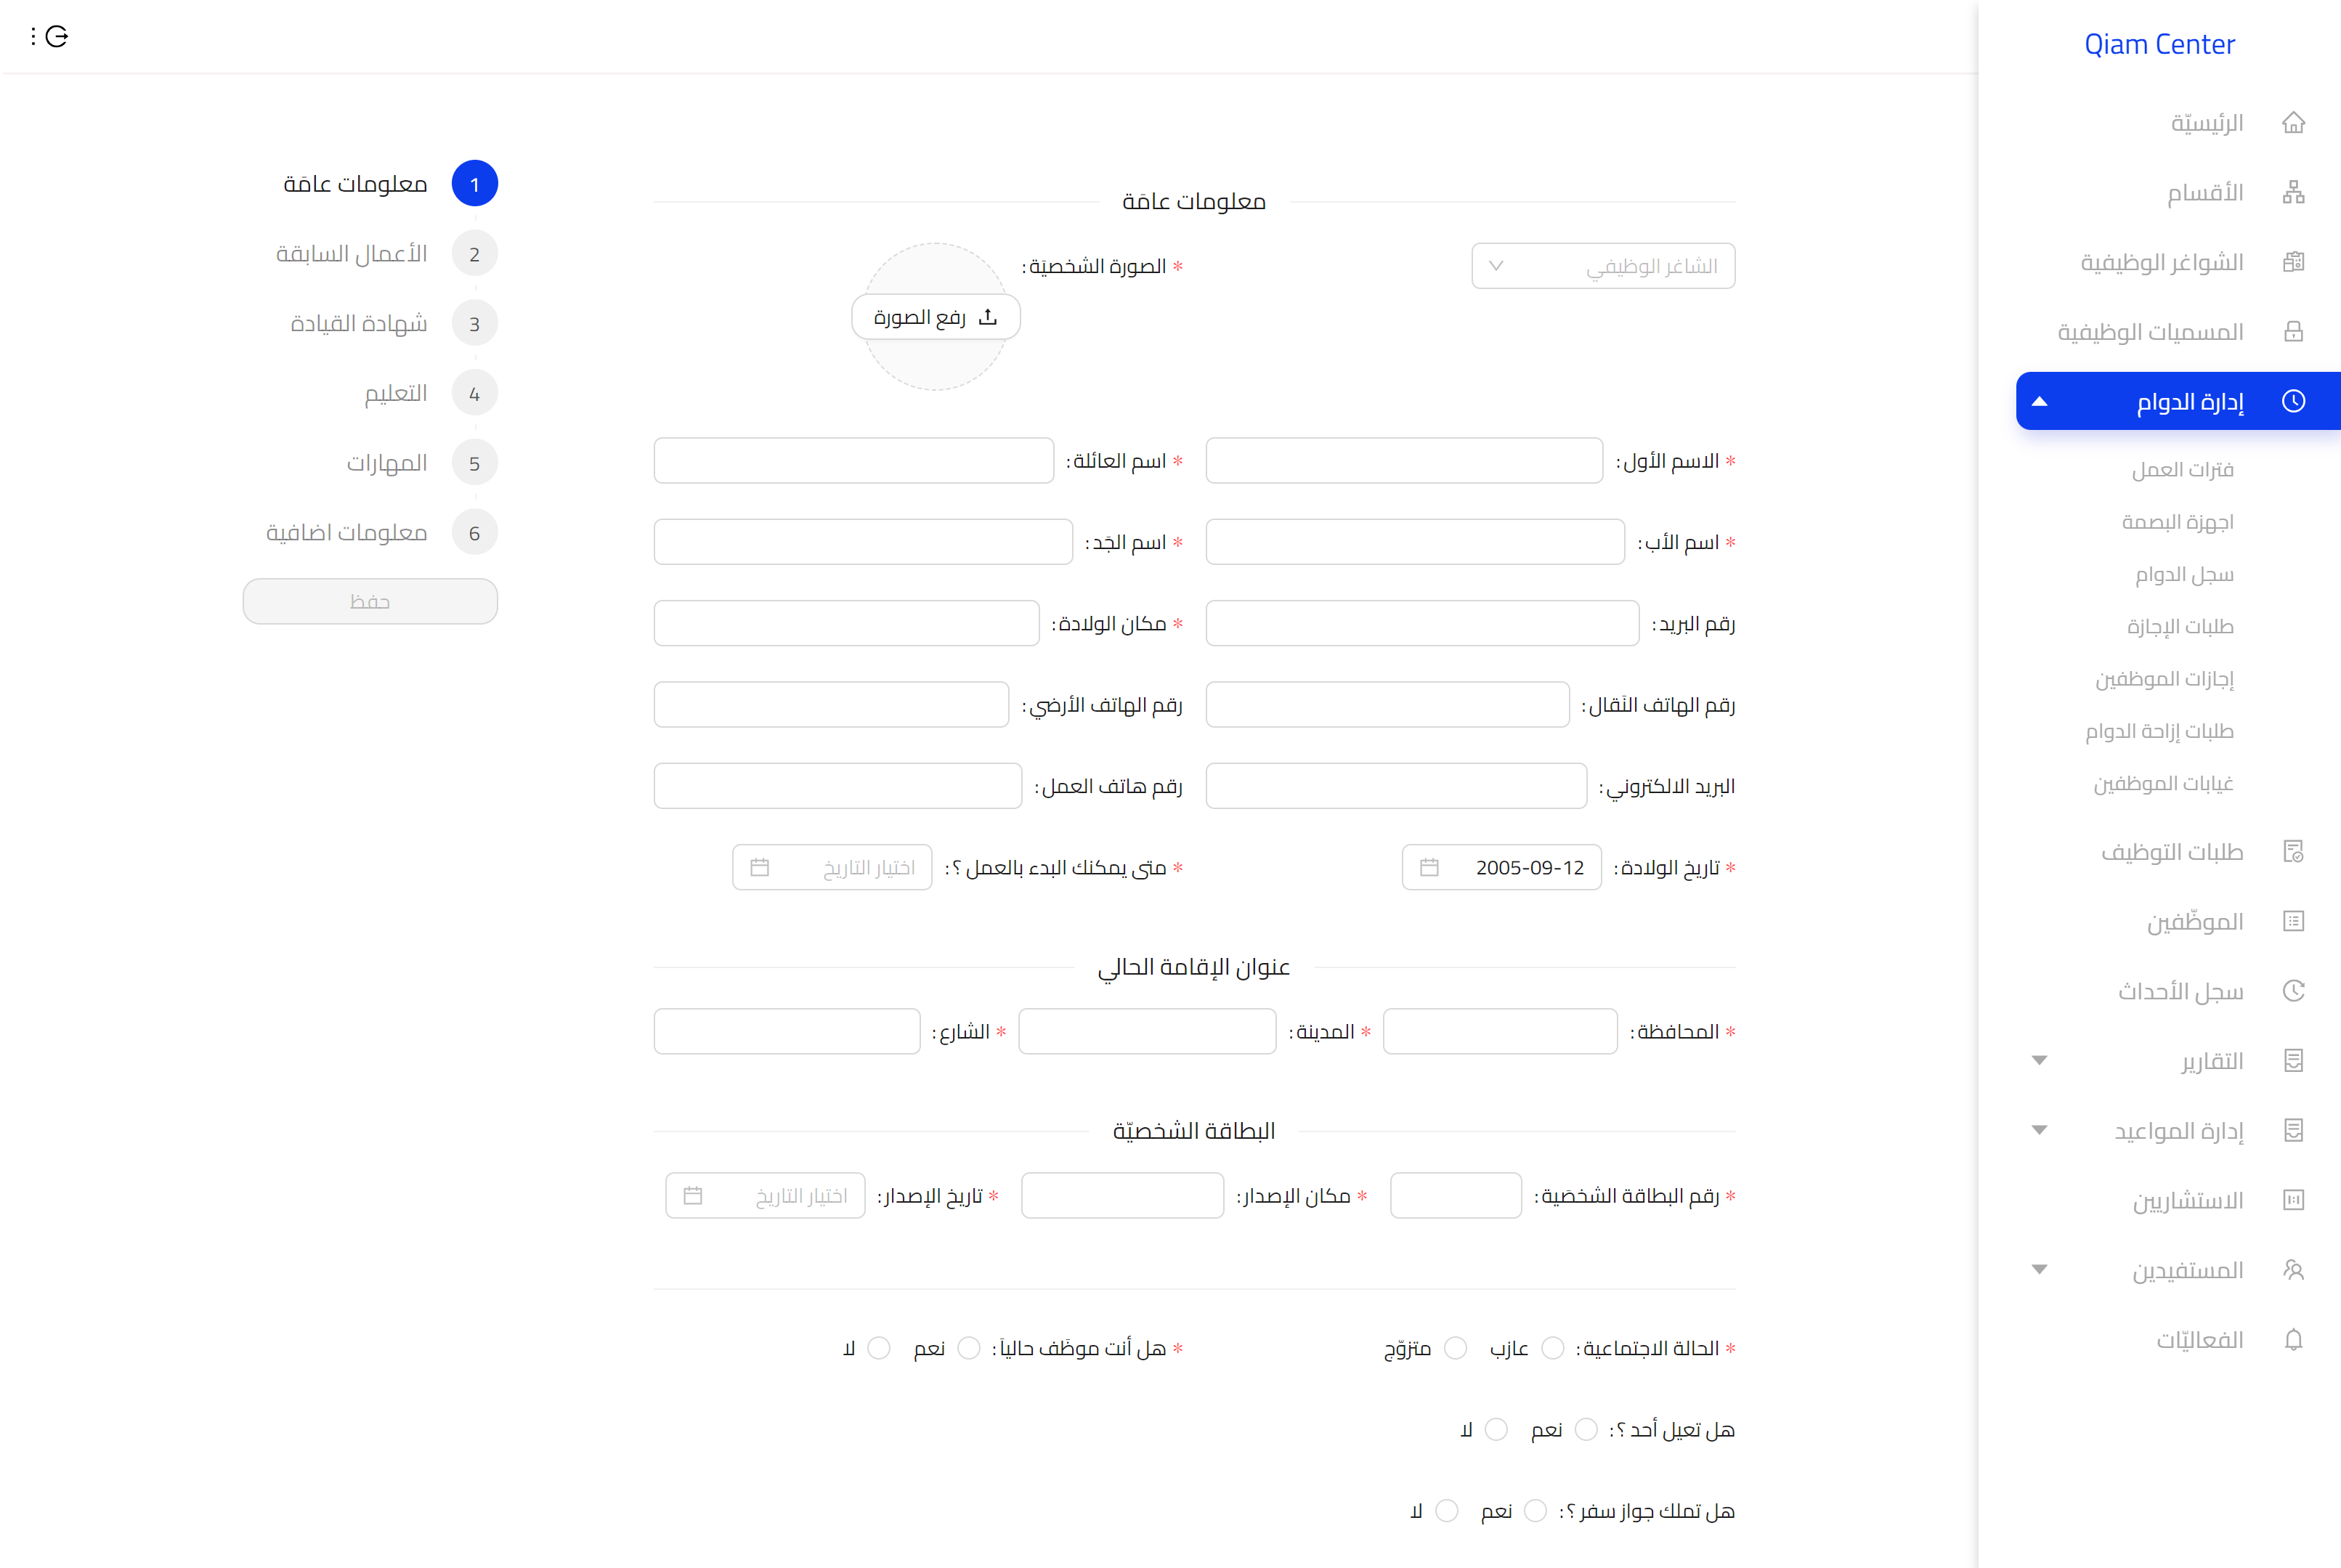 Qiam Center
الرئيسيّة
الأقسام
الشواغر الوظيفية
المسميات الوظيفية
إدارة الدوام
فترات العمل
اجهزة البصمة
سجل الدوام
طلبات الإجازة
إجازات الموظفين
طلبات إزاحة الدوام
غيابات الموظفين
طلبات التوظيف
الموظّفين
سجل الأحداث
التقارير
إدارة المواعيد
الاستشاريين
المستفيدين
الفعاليّات
معلومات عامّة
الشاغر الوظيفي
* الصورة الشخصيّة:
رفع الصورة
* الاسم الأول: * اسم العائلة:
* اسم الأب: * اسم الجّد:
رقم البريد: * مكان الولادة:
رقم الهاتف النّقال: رقم الهاتف الأرضي:
البريد الالكتروني: رقم هاتف العمل:
* تاريخ الولادة: 2005-09-12 * متى يمكنك البدء بالعمل ؟: اختيار التاريخ
عنوان الإقامة الحالي
* المحافظة: * المدينة: * الشارع:
البطاقة الشخصيّة
* رقم البطاقة الشخصّية: * مكان الإصدار: * تاريخ الإصدار: اختيار التاريخ
* الحالة الاجتماعية: عازب متزوّج * هل أنت موظّف حالياً: نعم لا
هل تعيل أحد ؟: نعم لا
هل تملك جواز سفر ؟: نعم لا
1 معلومات عامّة
2 الأعمال السابقة
3 شهادة القيادة
4 التعليم
5 المهارات
6 معلومات اضافية
حفظ